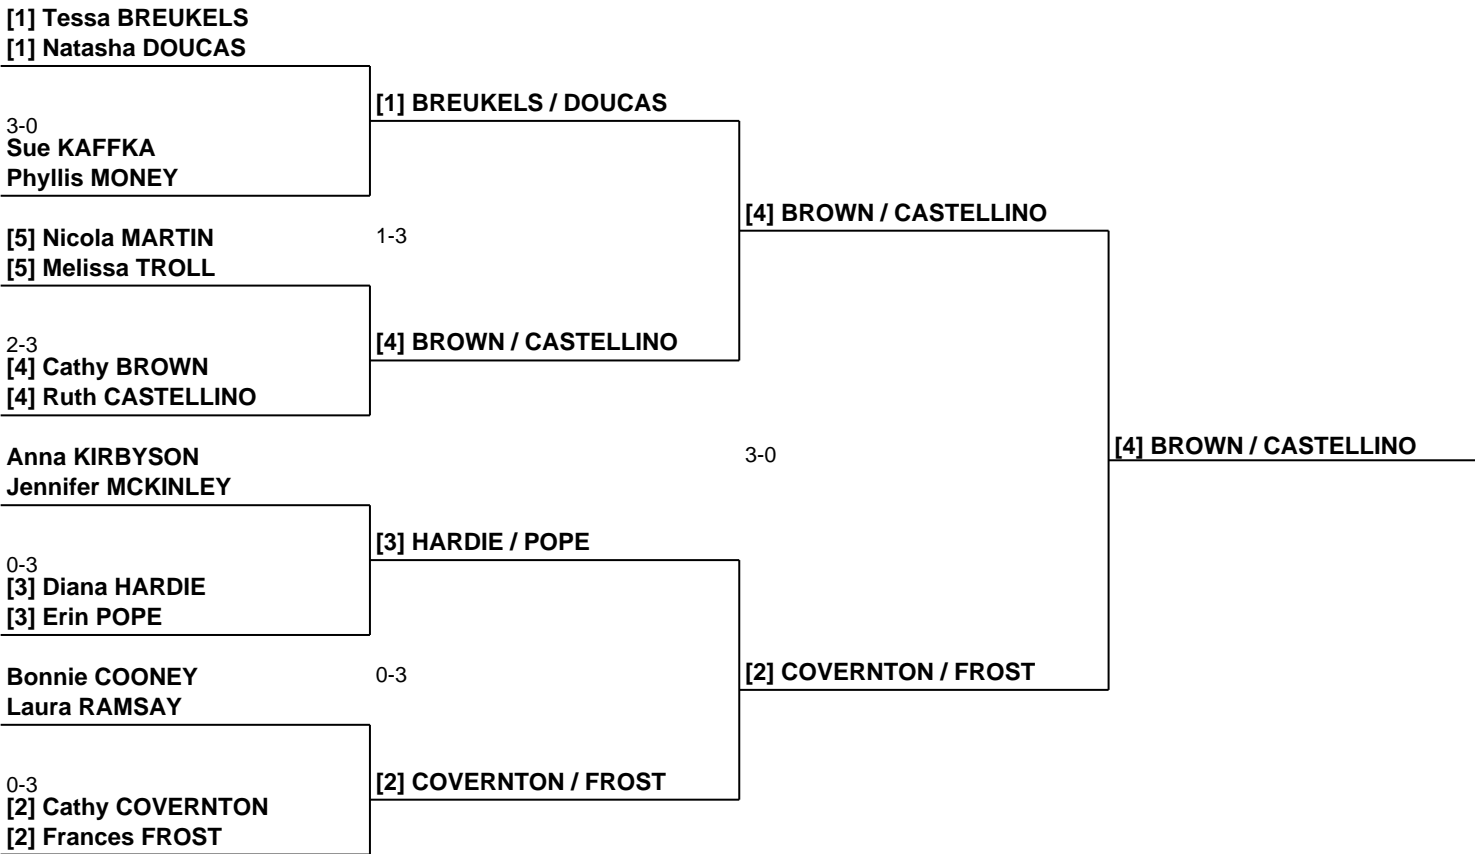 [1] Tessa BREUKELS
[1] Natasha DOUCAS
[1] BREUKELS / DOUCAS
3-0
Sue KAFFKA
Phyllis MONEY
[4] BROWN / CASTELLINO
[5] Nicola MARTIN
1-3
[5] Melissa TROLL
[4] BROWN / CASTELLINO
2-3
[4] Cathy BROWN
[4] Ruth CASTELLINO
Anna KIRBYSON
3-0
[4] BROWN / CASTELLINO
Jennifer MCKINLEY
[3] HARDIE / POPE
0-3
[3] Diana HARDIE
[3] Erin POPE
Bonnie COONEY
0-3
[2] COVERNTON / FROST
Laura RAMSAY
[2] COVERNTON / FROST
0-3
[2] Cathy COVERNTON
[2] Frances FROST